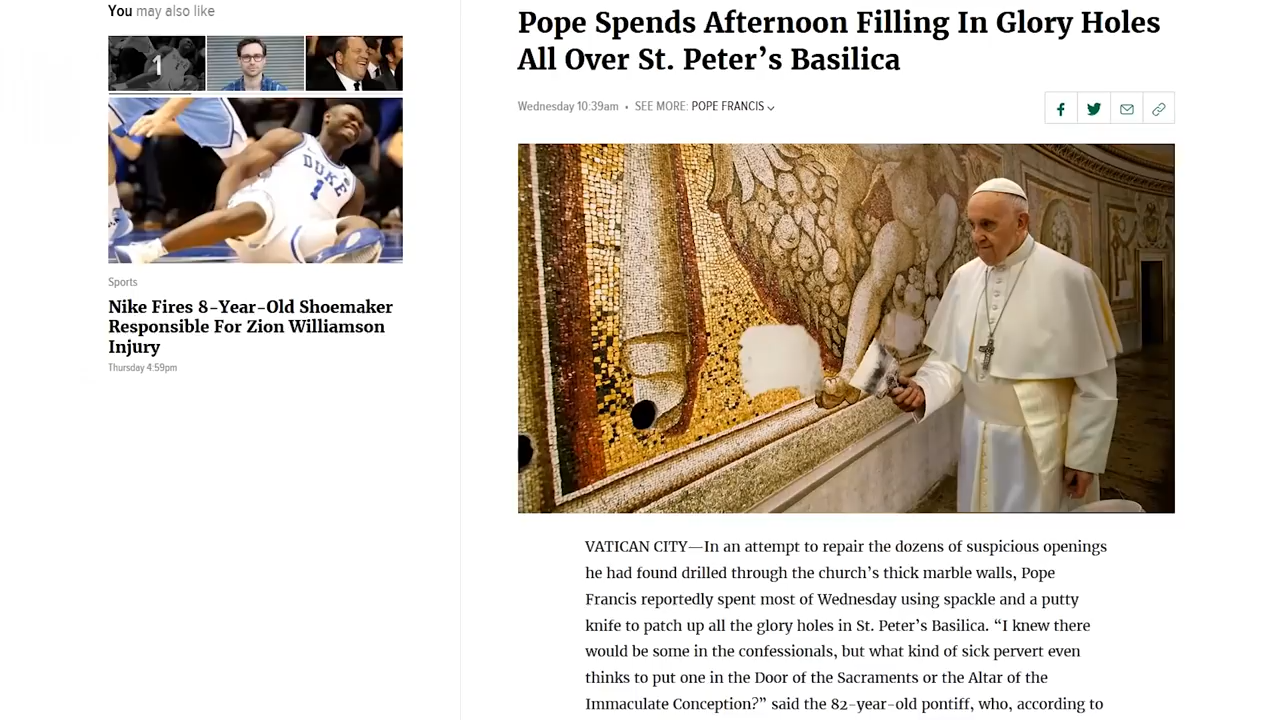 You may also like
1
DUKE
1
Sports
Nike Fires 8-Year-Old Shoemaker
Responsible For Zion Williamson
Injury
Thursday 4:59pm
Pope Spends Afternoon Filling In Glory Holes
All Over St. Peter’s Basilica
Wednesday 10:39am • SEE MORE: POPE FRANCIS
VATICAN CITY—In an attempt to repair the dozens of suspicious openings
he had found drilled through the church’s thick marble walls, Pope
Francis reportedly spent most of Wednesday using spackle and a putty
knife to patch up all the glory holes in St. Peter’s Basilica. “I knew there
would be some in the confessionals, but what kind of sick pervert even
thinks to put one in the Door of the Sacraments or the Altar of the
Immaculate Conception?” said the 82-year-old pontiff, who, according to